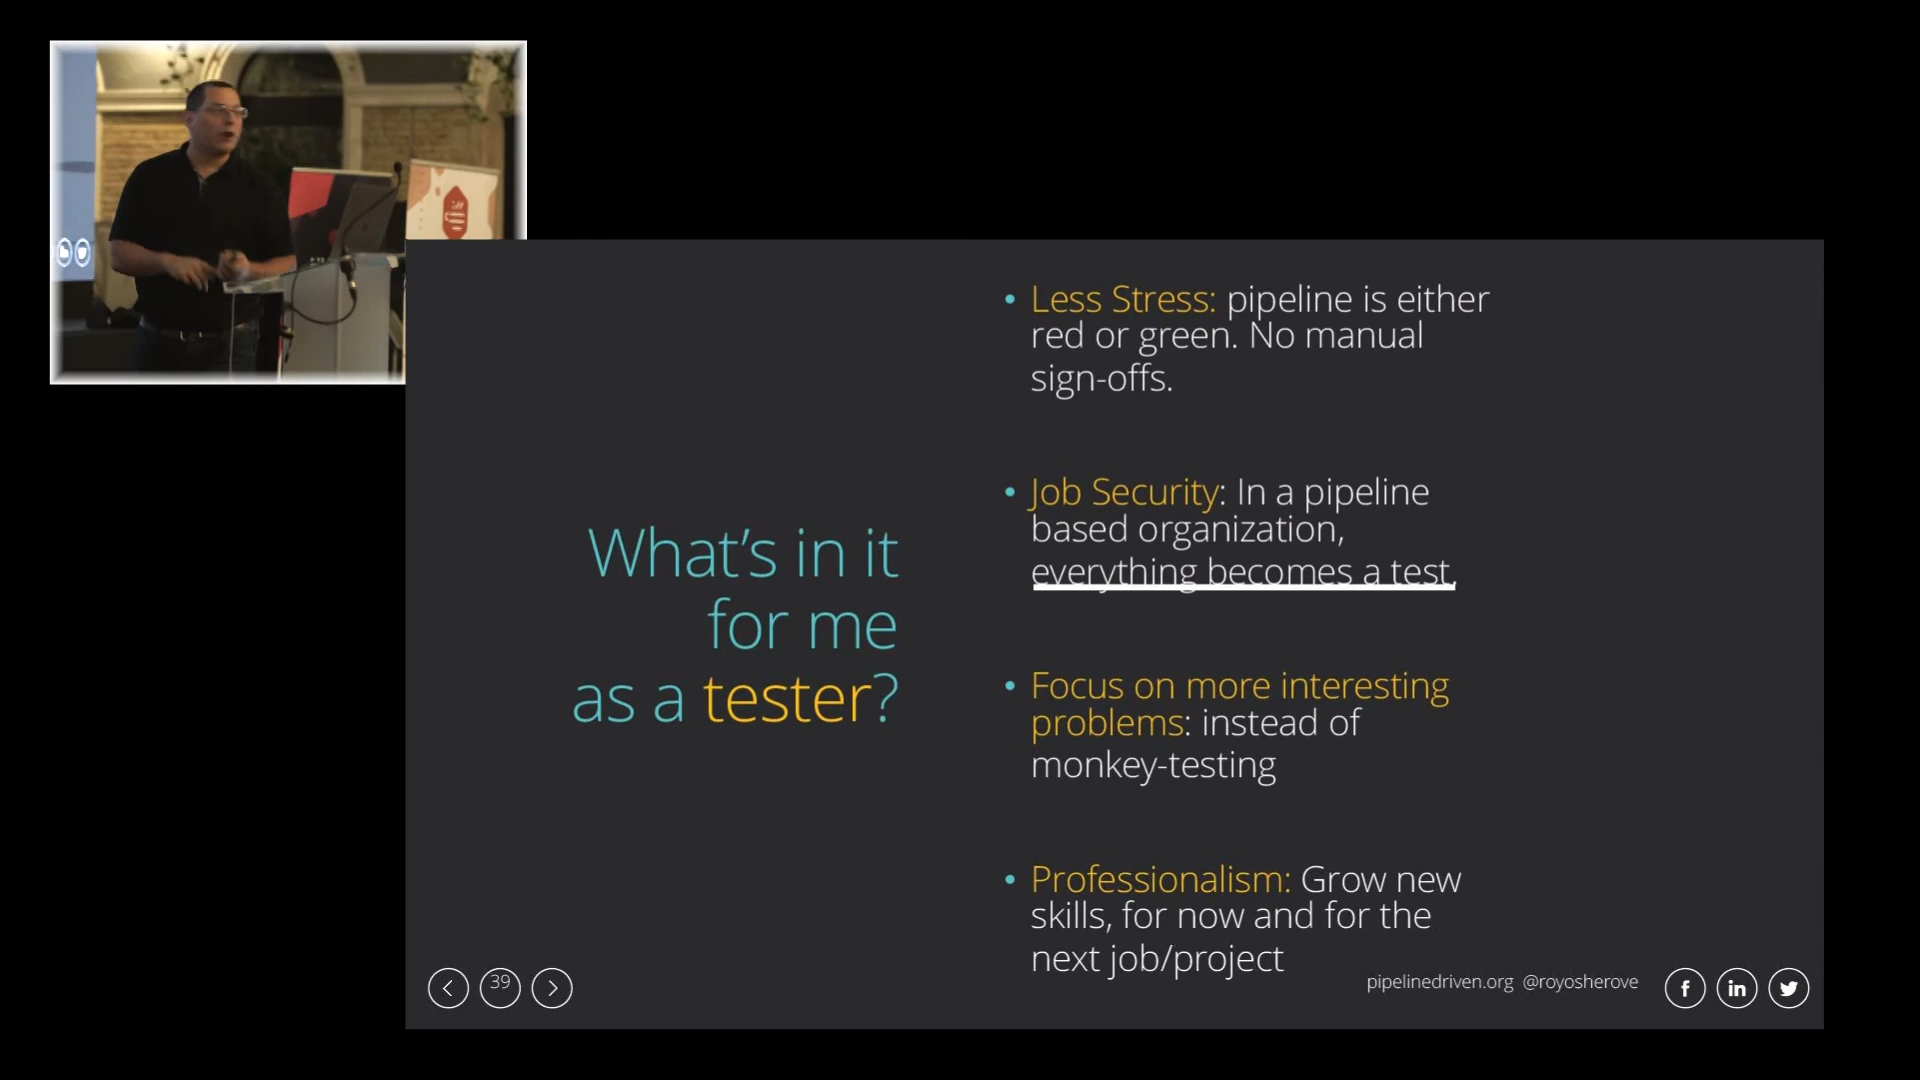 What's in it
for me
as a tester?
• Less Stress: pipeline is either
red or green. No manual
sign-offs.
• Job Security: In a pipeline
based organization,
everything becomes a test.
• Focus on more interesting
problems: instead of
monkey-testing
• Professionalism: Grow new
skills, for now and for the
next job/project
39
pipelinedriven.org @royosherove